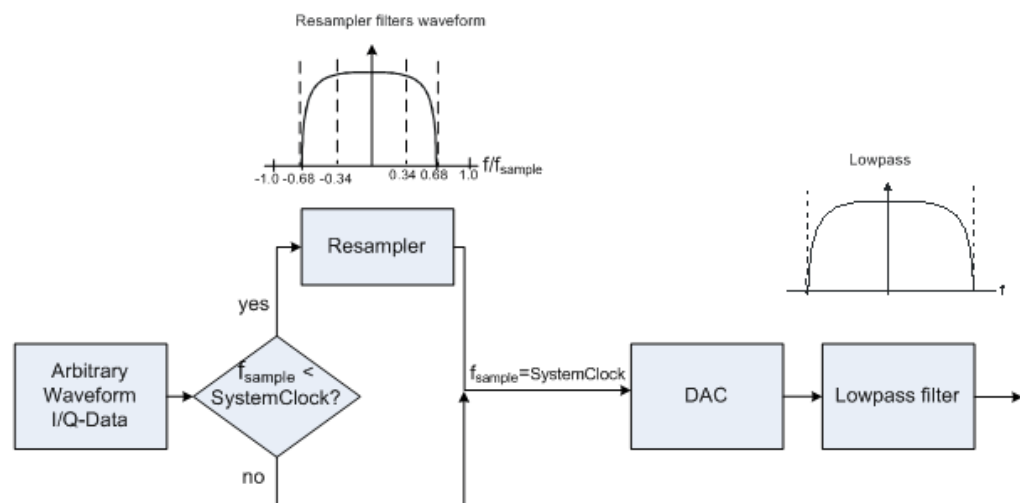 Resampler filters waveform
f/fsample
-1.0 -0.68 -0.34 0.34 0.68 1.0
Lowpass
f
Resampler
yes
Arbitrary
Waveform
I/Q-Data
fsample <
SystemClock?
fsample=SystemClock
DAC
Lowpass filter
no